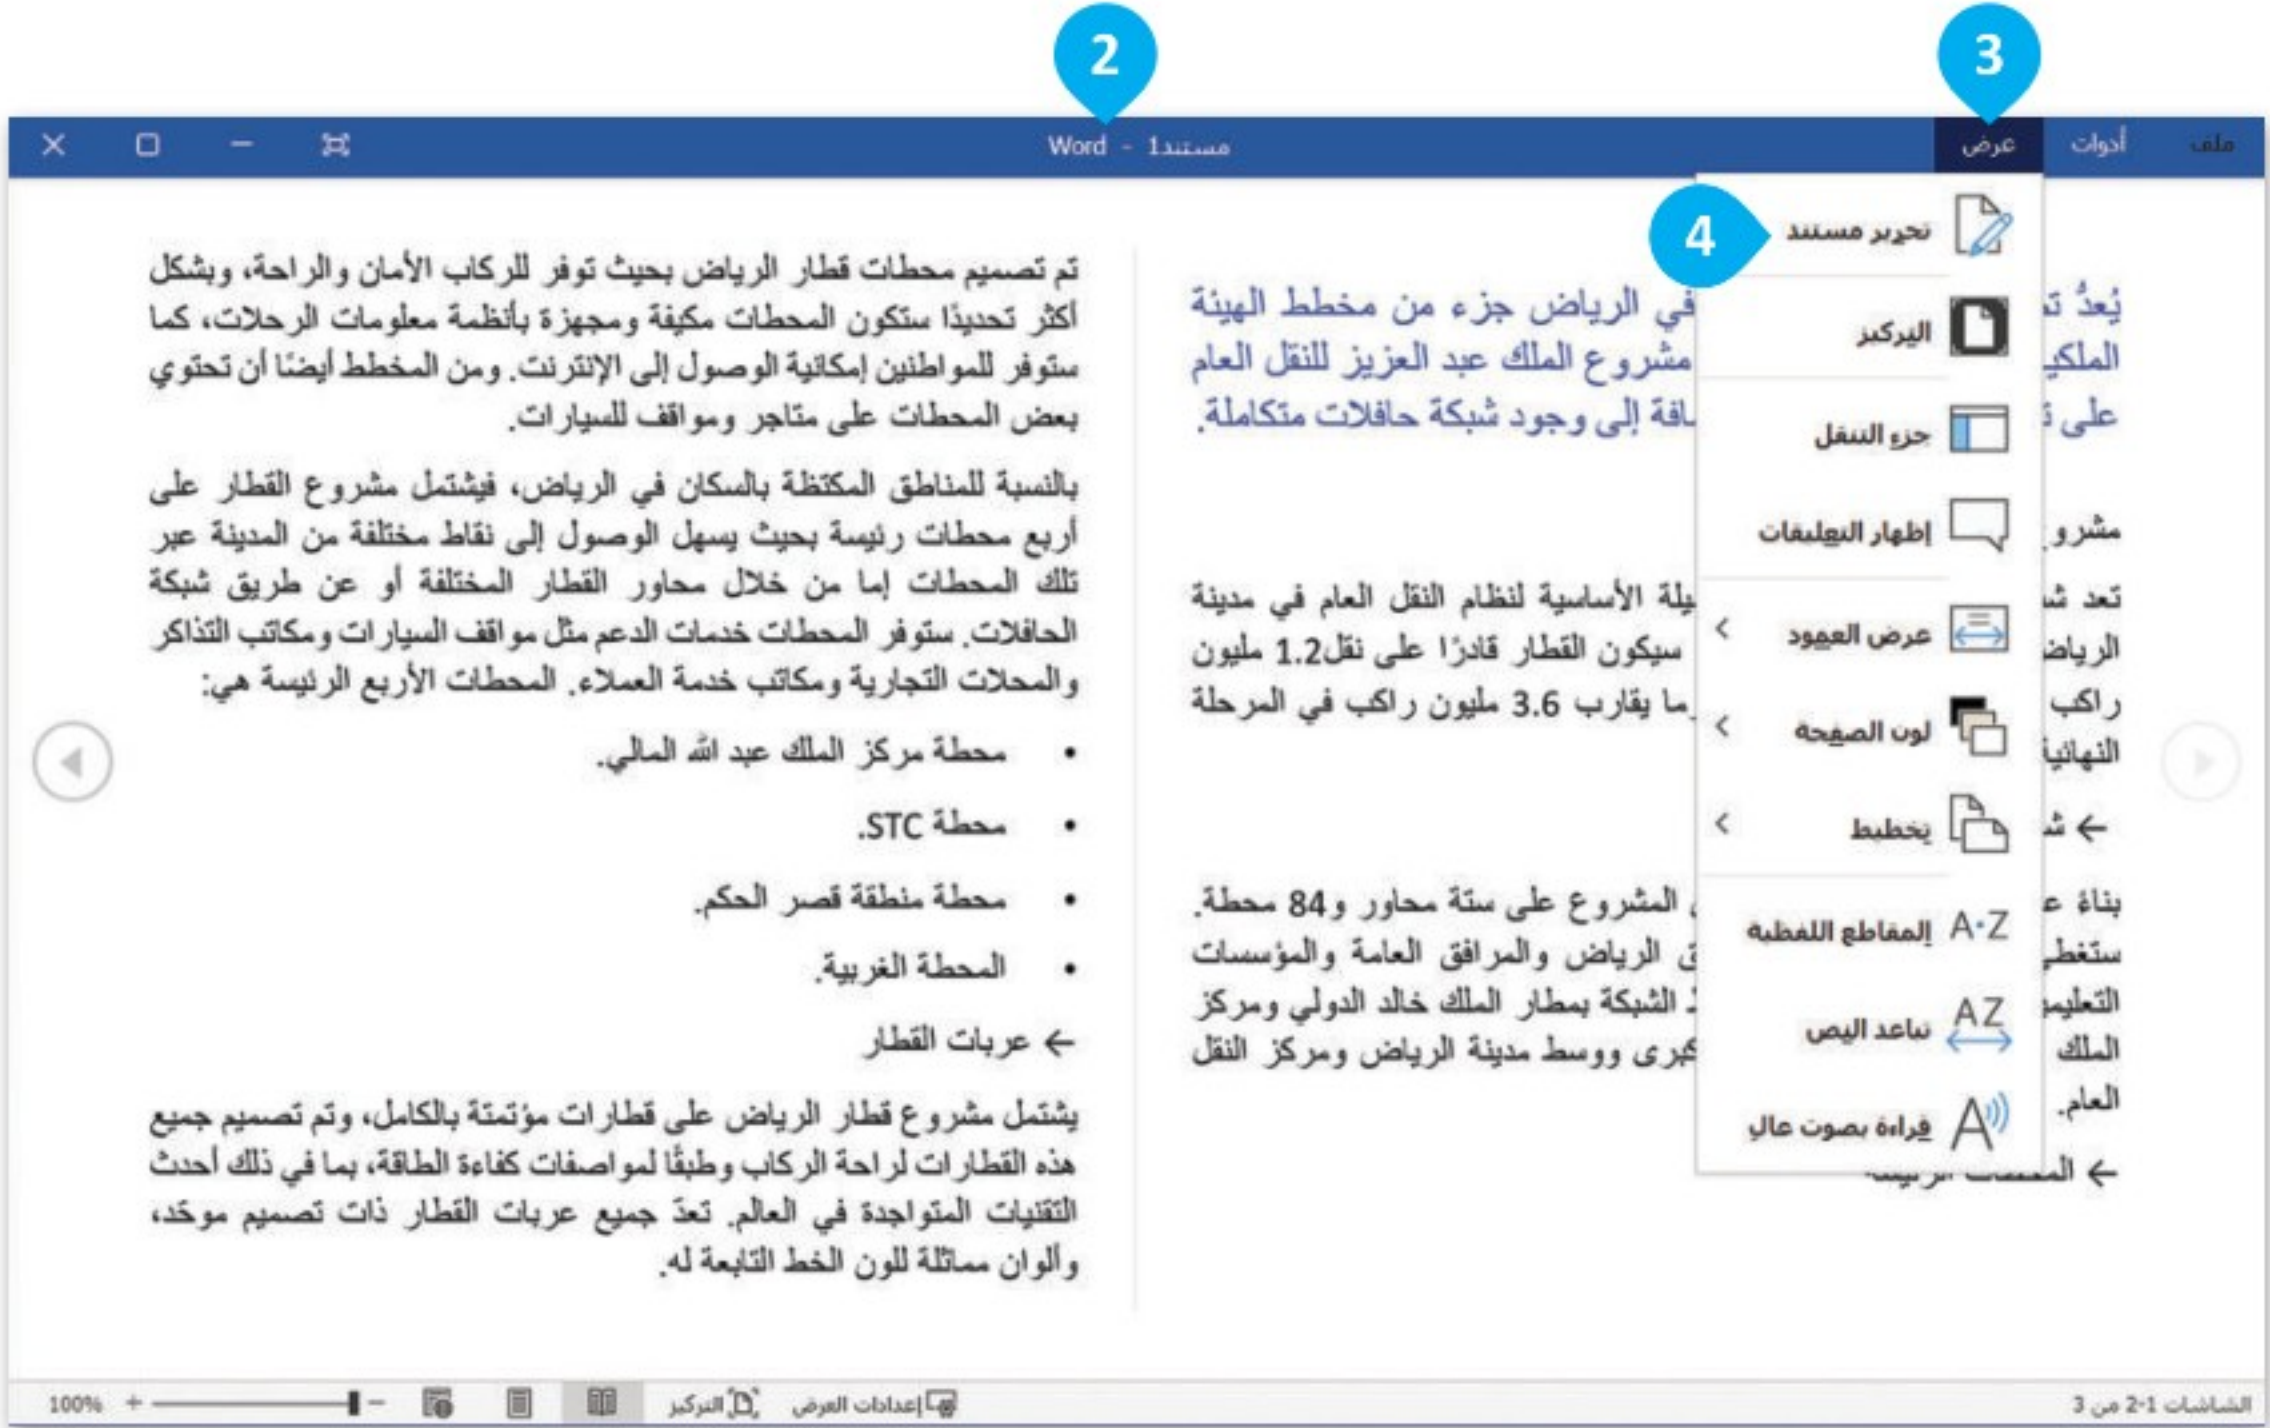 2
3
ملف أدوات عرض
مستند1 - Word
4
تحرير مستند
التركيز
جزء التنقل
إظهار التعليقات
عرض العمود
لون الصفحة
تخطيط
A·Z المقاطع اللفظية
AZ تباعد النص
A قراءة بصوت عالٍ
يُعدُّ في الرياض جزء من مخطط الهيئة
مشروع الملك عبد العزيز للنقل العام
على إلى وجود شبكة حافلات متكاملة.
تعد الأساسية لنظام النقل العام في مدينة
الرياض سيكون القطار قادرًا على نقل1.2 مليون
راكب ما يقارب 3.6 مليون راكب في المرحلة
←
بناءً المشروع على ستة محاور و84 محطة.
الرياض والمرافق العامة والمؤسسات
الشبكة بمطار الملك خالد الدولي ومركز
الملك ووسط مدينة الرياض ومركز النقل
العام.
←
تم تصميم محطات قطار الرياض بحيث توفر للركاب الأمان والراحة، وبشكل
أكثر تحديدًا ستكون المحطات مكيفة ومجهزة بأنظمة معلومات الرحلات، كما
ستوفر للمواطنين إمكانية الوصول إلى الإنترنت. ومن المخطط أيضًا أن تحتوي
بعض المحطات على متاجر ومواقف للسيارات.
بالنسبة للمناطق المكتظة بالسكان في الرياض، فيشتمل مشروع القطار على
أربع محطات رئيسة بحيث يسهل الوصول إلى نقاط مختلفة من المدينة عبر
تلك المحطات إما من خلال محاور القطار المختلفة أو عن طريق شبكة
الحافلات. ستوفر المحطات خدمات الدعم مثل مواقف السيارات ومكاتب التذاكر
والمحلات التجارية ومكاتب خدمة العملاء. المحطات الأربع الرئيسة هي:
• محطة مركز الملك عبد الله المالي.
• محطة STC.
• محطة منطقة قصر الحكم.
• المحطة الغربية.
← عربات القطار
يشتمل مشروع قطار الرياض على قطارات مؤتمتة بالكامل، وتم تصميم جميع
هذه القطارات لراحة الركاب وطبقًا لمواصفات كفاءة الطاقة، بما في ذلك أحدث
التقنيات المتواجدة في العالم. تعدّ جميع عربات القطار ذات تصميم موحّد،
وألوان مماثلة للون الخط التابعة له.
الشاشات 1-2 من 3
إعدادات العرض
التركيز
100%